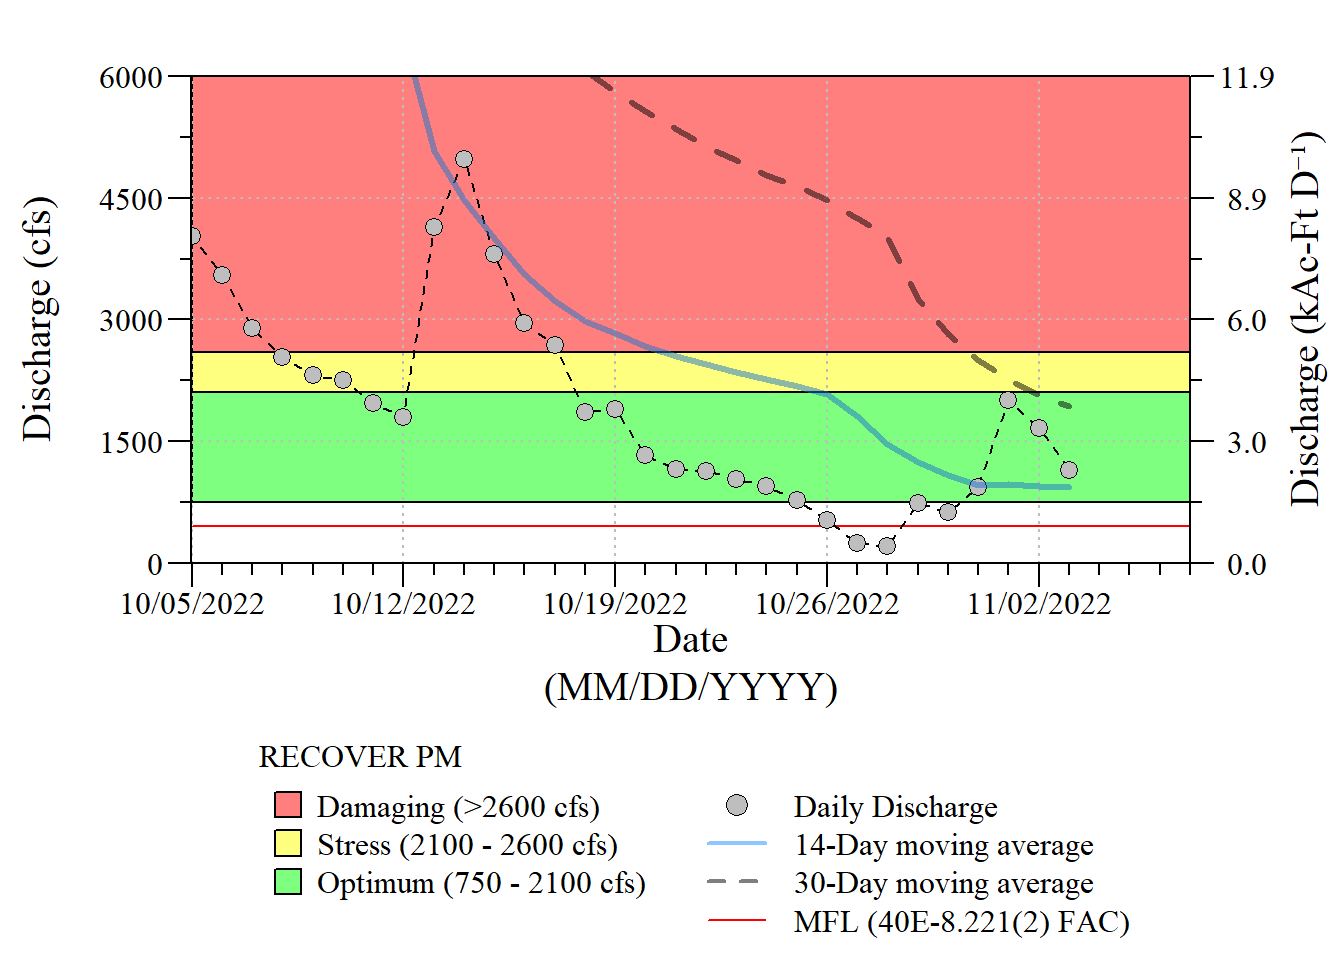 6000
4500
3000
1500
0
11.9
8.9
6.0
3.0
0.0
Discharge (cfs)
Discharge (kAc-Ft D⁻¹)
10/05/2022 10/12/2022 10/19/2022 10/26/2022 11/02/2022
Date
(MM/DD/YYYY)
RECOVER PM
Damaging (>2600 cfs)
Stress (2100 - 2600 cfs)
Optimum (750 - 2100 cfs)
Daily Discharge
14-Day moving average
30-Day moving average
MFL (40E-8.221(2) FAC)